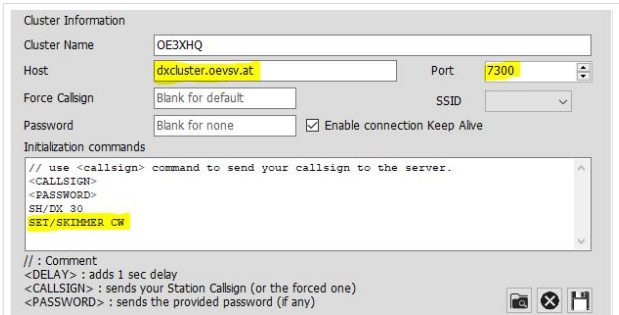 Cluster Information
Cluster Name OE3XHQ
Host dxcluster.oevsv.at Port 7300
Force Callsign Blank for default SSID
Password Blank for none Enable connection Keep Alive
Initialization commands
// use <callsign> command to send your callsign to the server.
<CALLSIGN>
<PASSWORD>
SH/DX 30
SET/SKIMMER CW
// : Comment
<DELAY> : adds 1 sec delay
<CALLSIGN> : sends your Station Callsign (or the forced one)
<PASSWORD> : sends the provided password (if any)